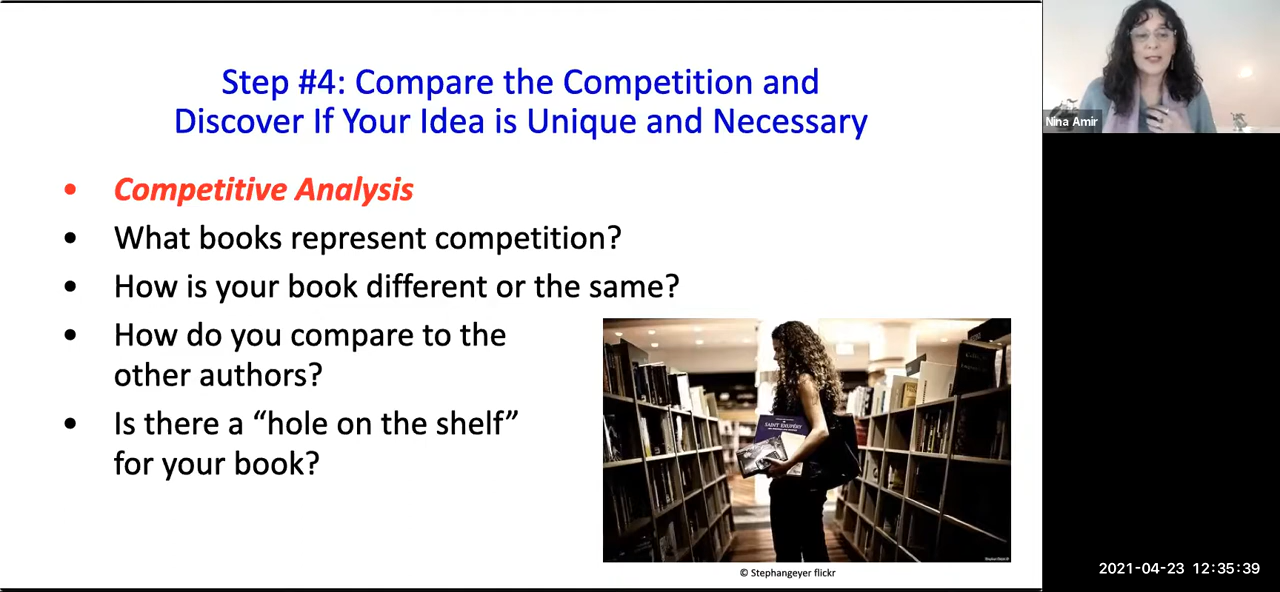 Step #4: Compare the Competition and
Discover If Your Idea is Unique and Necessary
• Competitive Analysis
• What books represent competition?
• How is your book different or the same?
• How do you compare to the
other authors?
• Is there a “hole on the shelf”
for your book?
SAINT EXUPÉRY
© Stephangeyer flickr
Nina Amir
2021-04-23 12:35:39